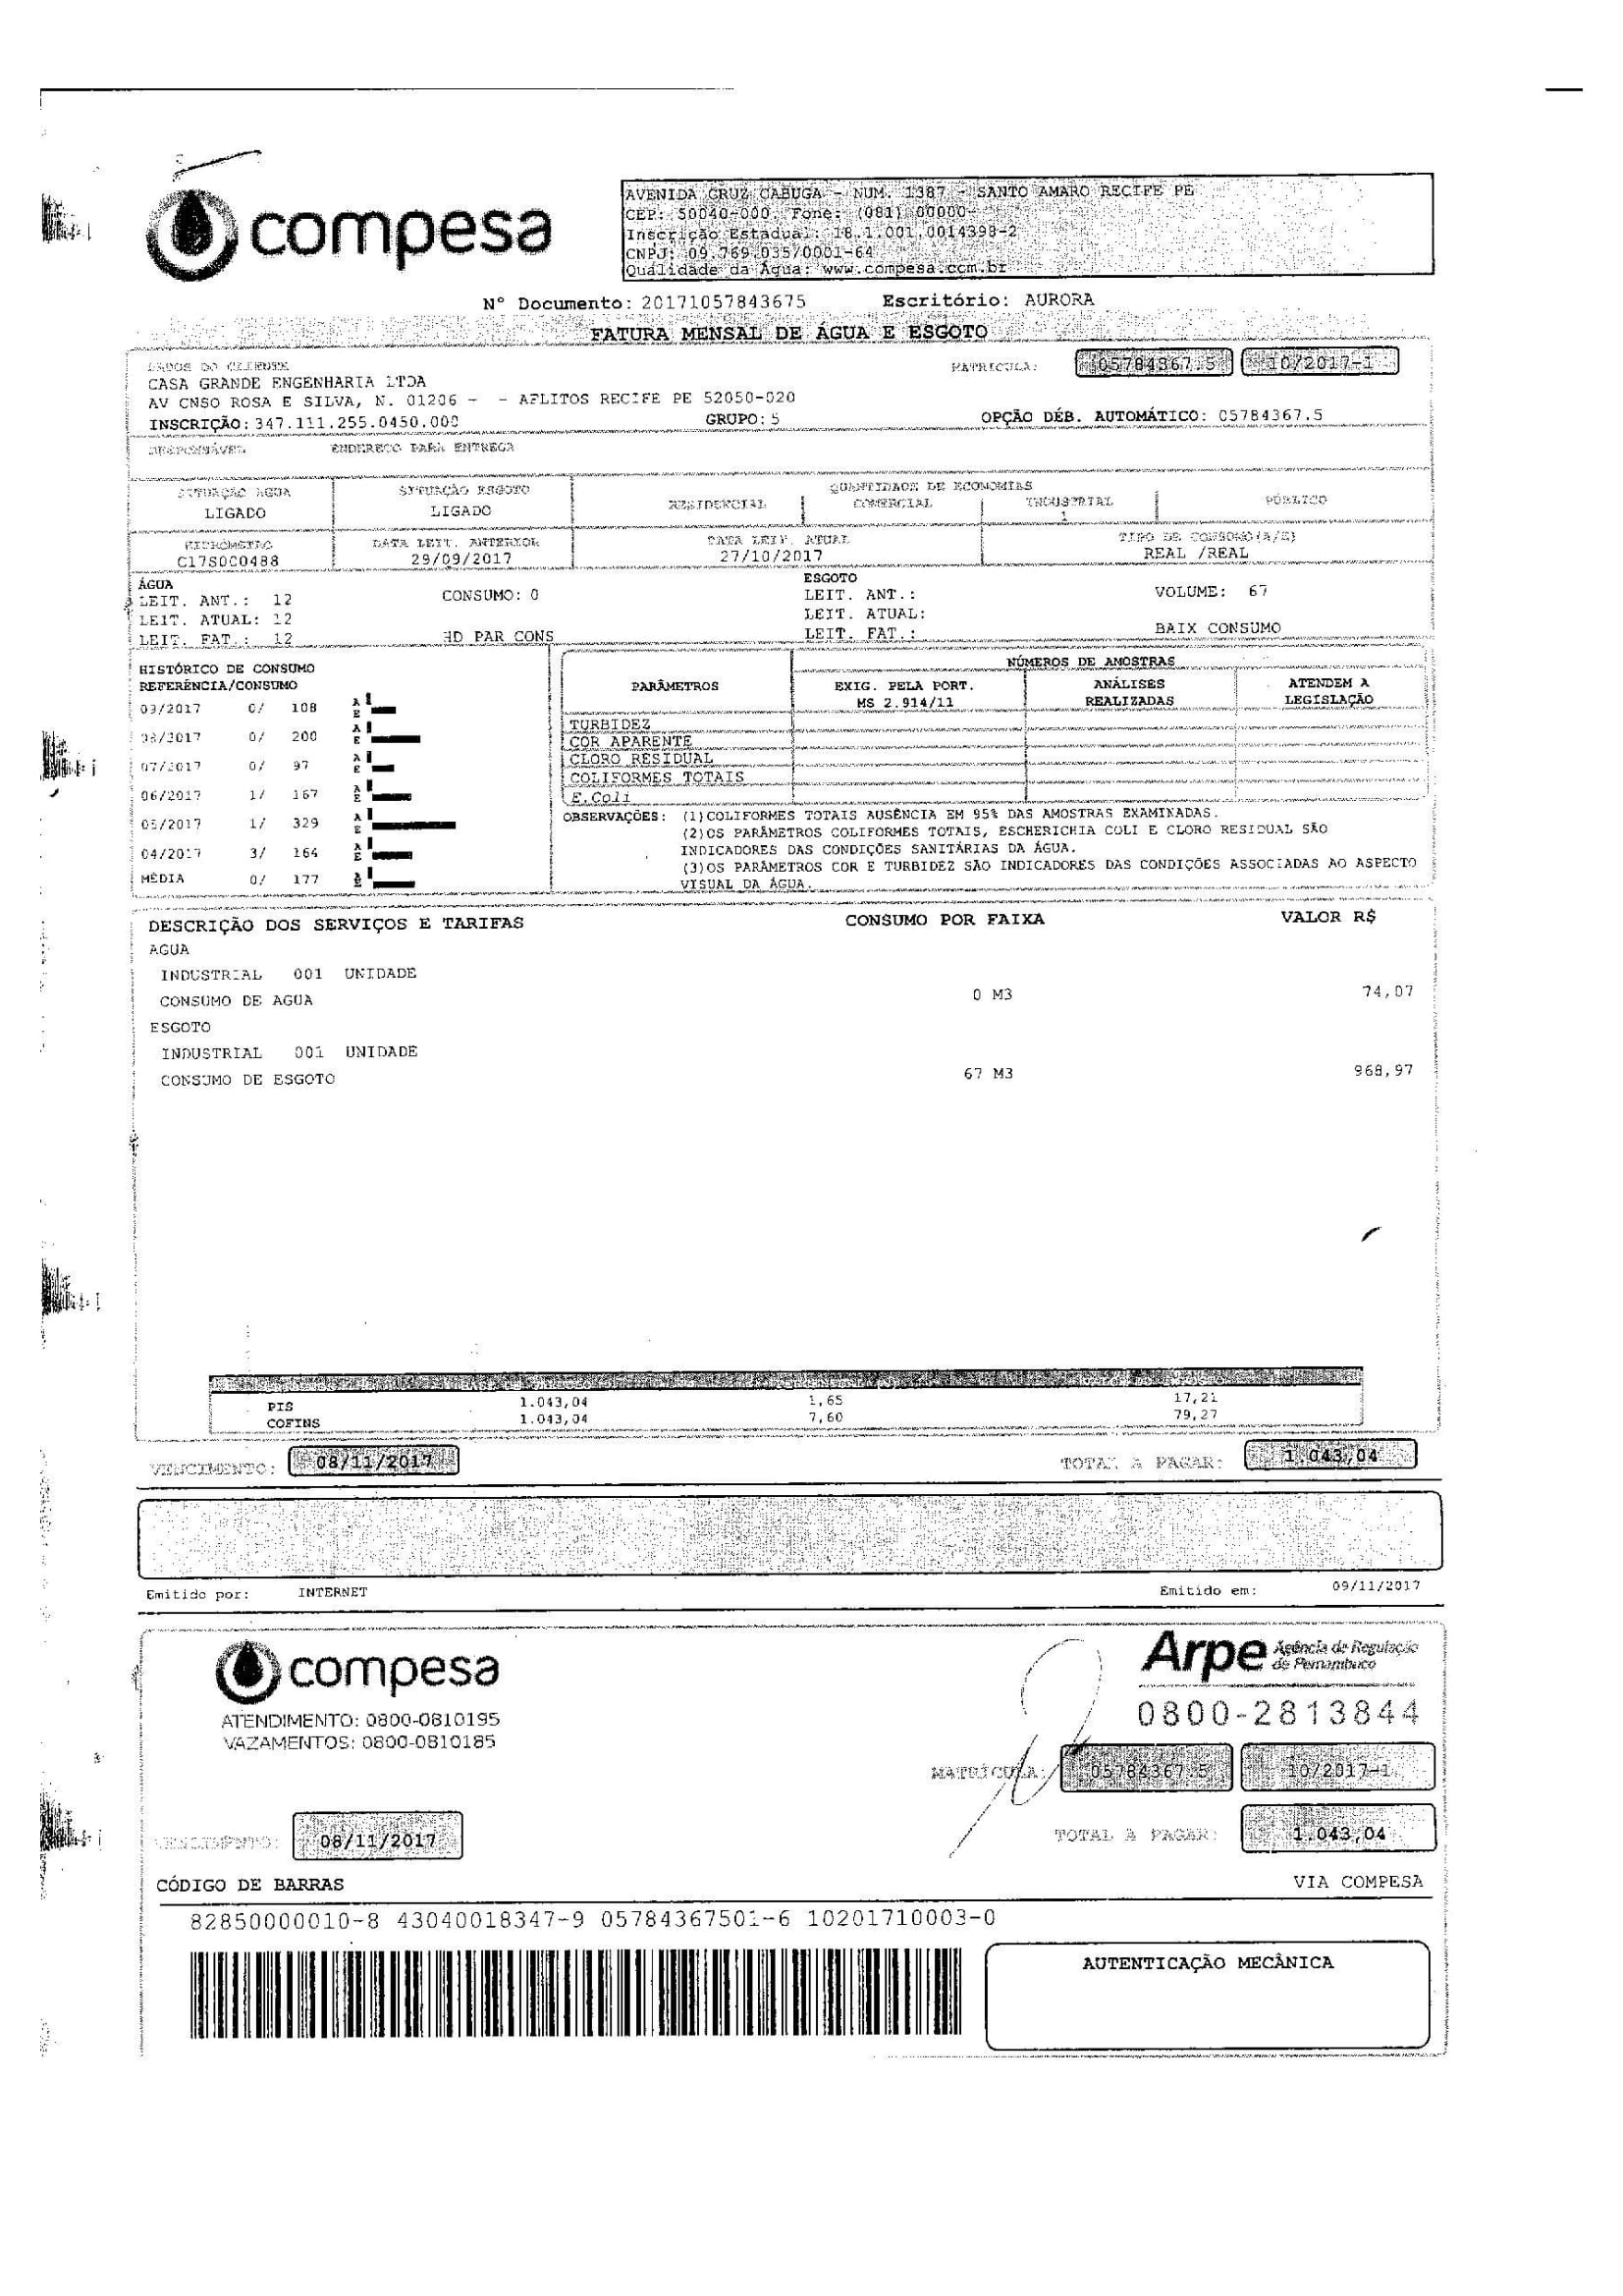 compesa
AVENIDA CRUZ CABUGA - NUM. 1387 - SANTO AMARO RECIFE PE
CEP: 50040-000. Fone: (081) 00000-
Inscrição Estadual: 18.1.001.0014398-2
CNPJ: 09.769.035/0001-64
Qualidade da Água: www.compesa.com.br
Nº Documento: 20171057843675 Escritório: AURORA
FATURA MENSAL DE ÁGUA E ESGOTO
DADOS DO CLIENTE MATRÍCULA: 05784367.5 10/2017-1
CASA GRANDE ENGENHARIA LTDA
AV CNSO ROSA E SILVA, N. 01206 - - AFLITOS RECIFE PE 52050-020
INSCRIÇÃO: 347.111.255.0450.000 GRUPO: 5 OPÇÃO DÉB. AUTOMÁTICO: 05784367.5
RESPONSÁVEL ENDEREÇO PARA ENTREGA
SITUAÇÃO AGUA SITUAÇÃO ESGOTO QUANTIDADE DE ECONOMIAS
LIGADO LIGADO RESIDENCIAL COMERCIAL INDUSTRIAL PÚBLICO
1
HIDRÔMETRO DATA LEIT. ANTERIOR DATA LEIT. ATUAL TIPO DE CONSUMO(A/E)
C17S000488 29/09/2017 27/10/2017 REAL /REAL
ÁGUA ESGOTO
LEIT. ANT.: 12 CONSUMO: 0 LEIT. ANT.: VOLUME: 67
LEIT. ATUAL: 12 LEIT. ATUAL:
LEIT. FAT.: 12 HD PAR CONS LEIT. FAT.: BAIX CONSUMO
HISTÓRICO DE CONSUMO
REFERÊNCIA/CONSUMO
09/2017 0/ 108 A E
08/2017 0/ 200 A E
07/2017 0/ 97 A E
06/2017 1/ 167 A E
05/2017 1/ 329 A E
04/2017 3/ 164 A E
MÉDIA 0/ 177
NÚMEROS DE AMOSTRAS
PARÂMETROS EXIG. PELA PORT. ANÁLISES ATENDEM A
MS 2.914/11 REALIZADAS LEGISLAÇÃO
TURBIDEZ
COR APARENTE
CLORO RESIDUAL
COLIFORMES TOTAIS
E.Coli
OBSERVAÇÕES: (1)COLIFORMES TOTAIS AUSÊNCIA EM 95% DAS AMOSTRAS EXAMINADAS.
(2)OS PARÂMETROS COLIFORMES TOTAIS, ESCHERICHIA COLI E CLORO RESIDUAL SÃO
INDICADORES DAS CONDIÇÕES SANITÁRIAS DA ÁGUA.
(3)OS PARÂMETROS COR E TURBIDEZ SÃO INDICADORES DAS CONDIÇÕES ASSOCIADAS AO ASPECTO
VISUAL DA ÁGUA.
DESCRIÇÃO DOS SERVIÇOS E TARIFAS CONSUMO POR FAIXA VALOR R$
AGUA
INDUSTRIAL 001 UNIDADE
CONSUMO DE AGUA 0 M3 74,07
ESGOTO
INDUSTRIAL 001 UNIDADE
CONSUMO DE ESGOTO 67 M3 968,97
PIS 1.043,04 1,65 17,21
COFINS 1.043,04 7,60 79,27
VENCIMENTO: 08/11/2017 TOTAL A PAGAR: 1.043,04
Emitido por: INTERNET Emitido em: 09/11/2017
compesa
ATENDIMENTO: 0800-0810195
VAZAMENTOS: 0800-0810185
Arpe Agência de Regulação
de Pernambuco
0800-2813844
MATRÍCULA: 05784367.5 10/2017-1
VENCIMENTO: 08/11/2017 TOTAL A PAGAR: 1.043,04
CÓDIGO DE BARRAS VIA COMPESA
82850000010-8 43040018347-9 05784367501-6 10201710003-0
AUTENTICAÇÃO MECÂNICA